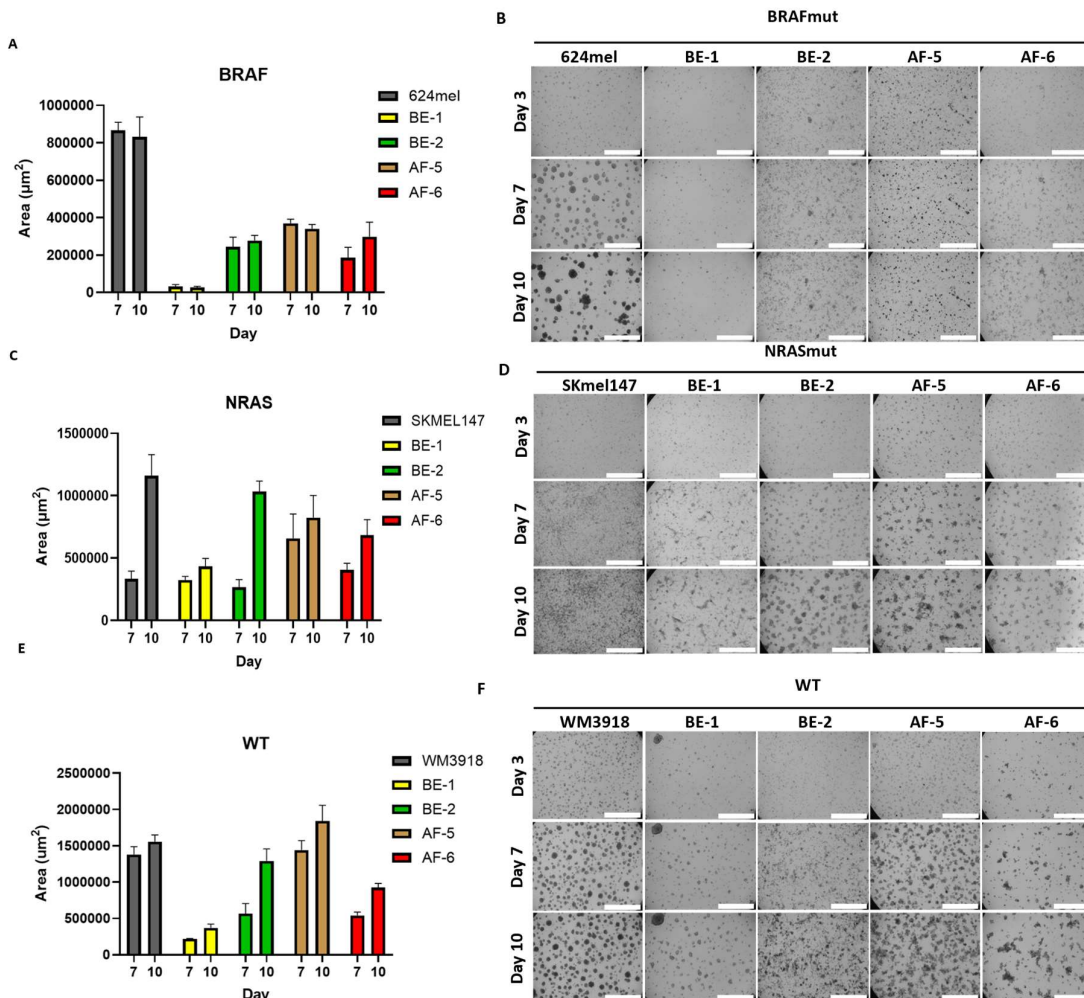 A
BRAF
1000000
800000
600000
400000
200000
0
Area (µm²)
7 10 7 10 7 10 7 10 7 10
Day
624mel
BE-1
BE-2
AF-5
AF-6
B
BRAFmut
624mel BE-1 BE-2 AF-5 AF-6
Day 3
Day 7
Day 10
C
NRAS
1500000
1000000
500000
0
Area (µm²)
7 10 7 10 7 10 7 10 7 10
Day
SKMEL147
BE-1
BE-2
AF-5
AF-6
D
NRASmut
SKmel147 BE-1 BE-2 AF-5 AF-6
Day 3
Day 7
Day 10
E
WT
2500000
2000000
1500000
1000000
500000
0
Area (µm²)
7 10 7 10 7 10 7 10 7 10
Day
WM3918
BE-1
BE-2
AF-5
AF-6
F
WT
WM3918 BE-1 BE-2 AF-5 AF-6
Day 3
Day 7
Day 10